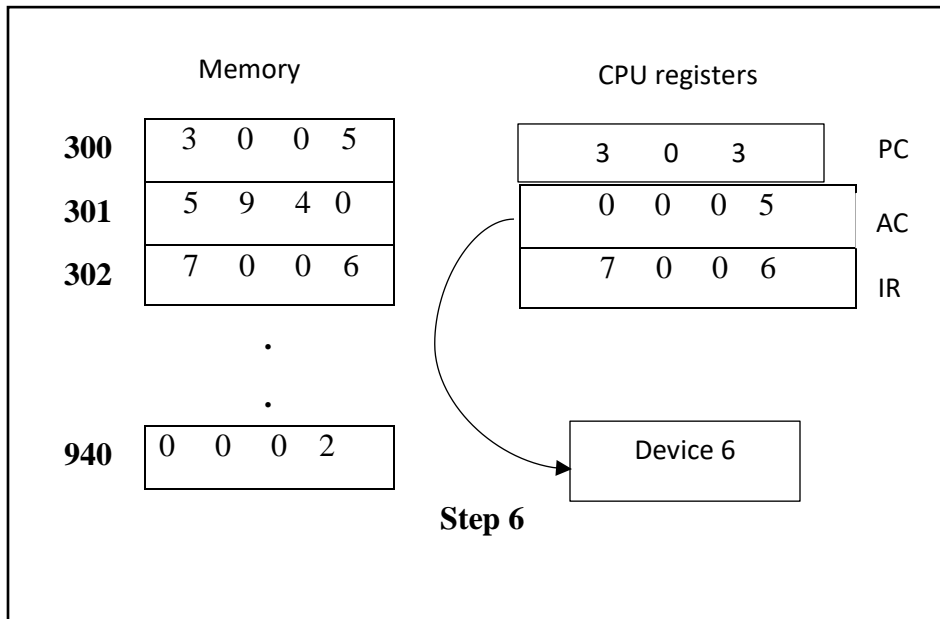 Memory
CPU registers
300 3 0 0 5
3 0 3 PC
301 5 9 4 0
0 0 0 5 AC
302 7 0 0 6
7 0 0 6 IR
.
.
940 0 0 0 2
Device 6
Step 6